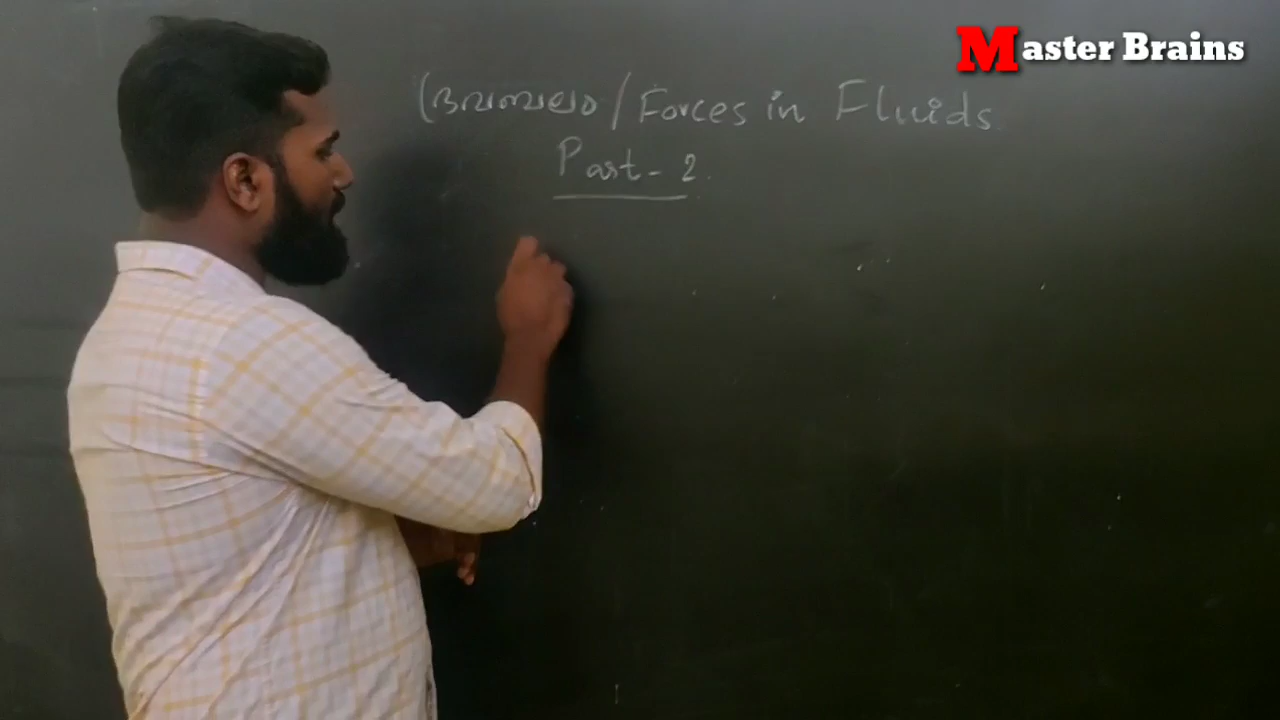 Master Brains
ദ്രവബലം / Forces in Fluids
Part - 2.